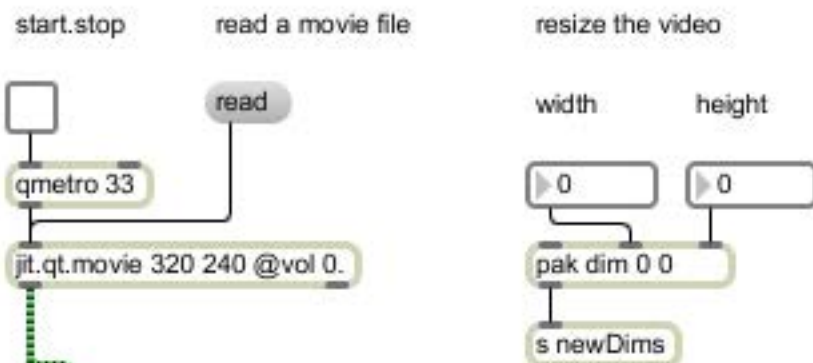 start.stop
read a movie file
resize the video
read
width
height
qmetro 33
0
0
jit.qt.movie 320 240 @vol 0.
pak dim 0 0
s newDims